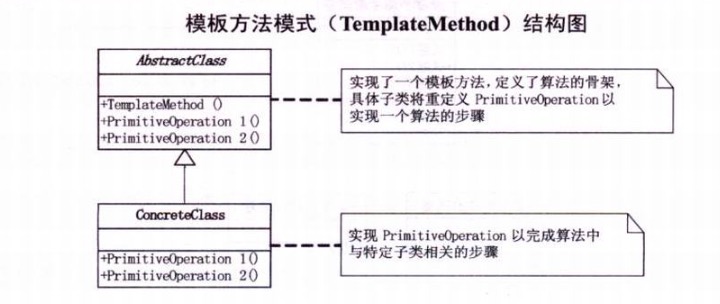 模板方法模式（TemplateMethod）结构图
AbstractClass
+TemplateMethod ()
+PrimitiveOperation 1()
+PrimitiveOperation 2()
实现了一个模板方法，定义了算法的骨架，
具体子类将重定义 PrimitiveOperation 以
实现一个算法的步骤
ConcreteClass
+PrimitiveOperation 1()
+PrimitiveOperation 2()
实现 PrimitiveOperation 以完成算法中
与特定子类相关的步骤